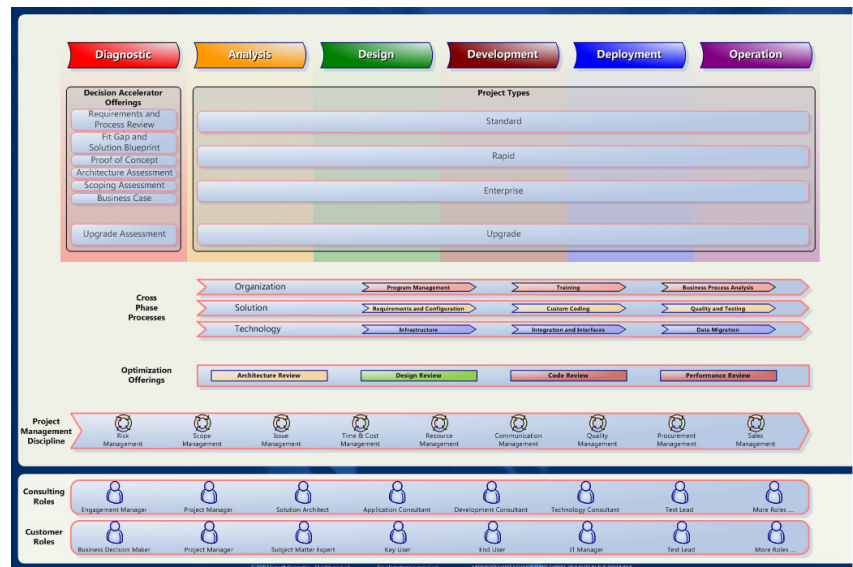 Diagnostic
Analysis
Design
Development
Deployment
Operation
Decision Accelerator
Offerings
Requirements and
Process Review
Fit Gap and
Solution Blueprint
Proof of Concept
Architecture Assessment
Scoping Assessment
Business Case
Upgrade Assessment
Project Types
Standard
Rapid
Enterprise
Upgrade
Cross
Phase
Processes
Organization
Program Management
Training
Business Process Analysis
Solution
Requirements and Configuration
Custom Coding
Quality and Testing
Technology
Infrastructure
Integration and Interfaces
Data Migration
Optimization
Offerings
Architecture Review
Design Review
Code Review
Performance Review
Project
Management
Discipline
Risk
Management
Scope
Management
Issue
Management
Time & Cost
Management
Resource
Management
Communication
Management
Quality
Management
Procurement
Management
Sales
Management
Consulting
Roles
Engagement Manager
Project Manager
Solution Architect
Application Consultant
Development Consultant
Technology Consultant
Test Lead
More Roles ...
Customer
Roles
Business Decision Maker
Project Manager
Subject Matter Expert
Key User
End User
IT Manager
Test Lead
More Roles ...